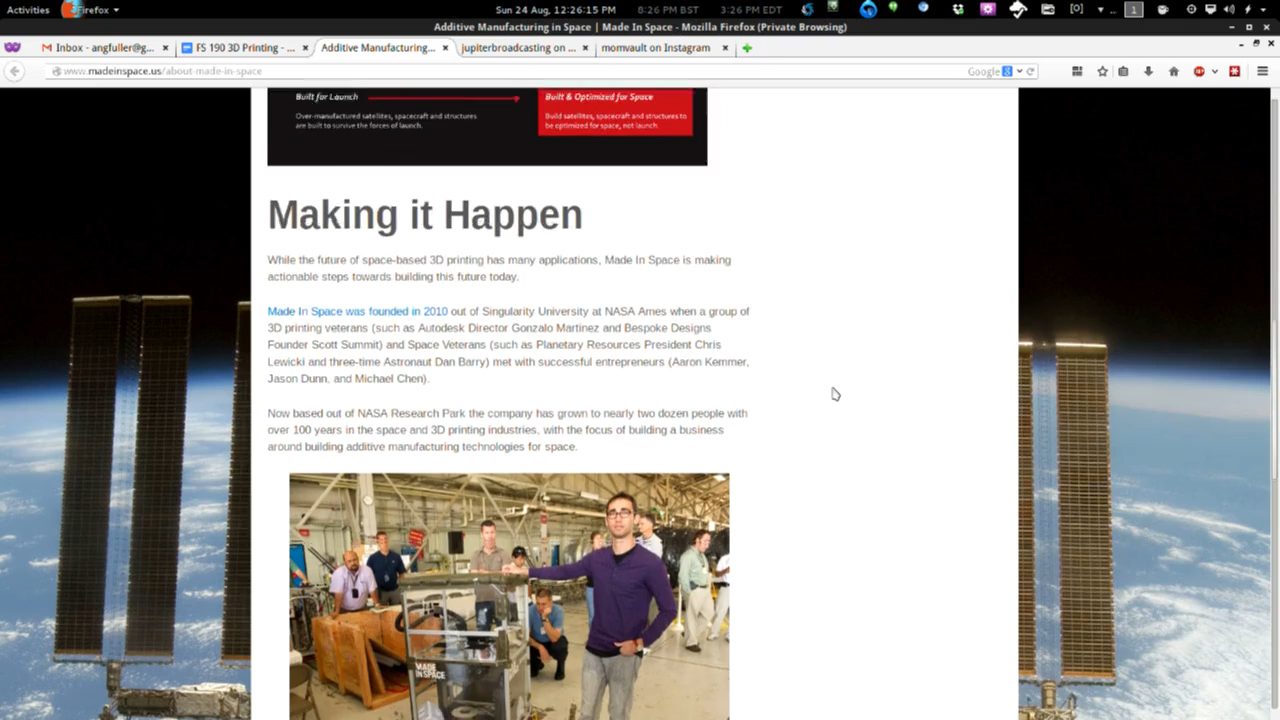 Activities
Firefox
Sun 24 Aug, 12:26:15 PM
8:26 PM BST
3:26 PM EDT
1
Additive Manufacturing in Space | Made In Space - Mozilla Firefox (Private Browsing)
Inbox - angfuller@g... ×
FS 190 3D Printing - ... ×
Additive Manufacturing... ×
jupiterbroadcasting on ... ×
momvault on Instagram ×
www.madeinspace.us/about-made-in-space
Google
Built for Launch
Built & Optimized for Space
Over-manufactured satellites, spacecraft and structures
are built to survive the forces of launch.
Build satellites, spacecraft and structures to
be optimized for space, not launch.
Making it Happen
While the future of space-based 3D printing has many applications, Made In Space is making
actionable steps towards building this future today.
Made In Space was founded in 2010 out of Singularity University at NASA Ames when a group of
3D printing veterans (such as Autodesk Director Gonzalo Martinez and Bespoke Designs
Founder Scott Summit) and Space Veterans (such as Planetary Resources President Chris
Lewicki and three-time Astronaut Dan Barry) met with successful entrepreneurs (Aaron Kemmer,
Jason Dunn, and Michael Chen).
Now based out of NASA Research Park the company has grown to nearly two dozen people with
over 100 years in the space and 3D printing industries, with the focus of building a business
around building additive manufacturing technologies for space.
MADE
IN SPACE